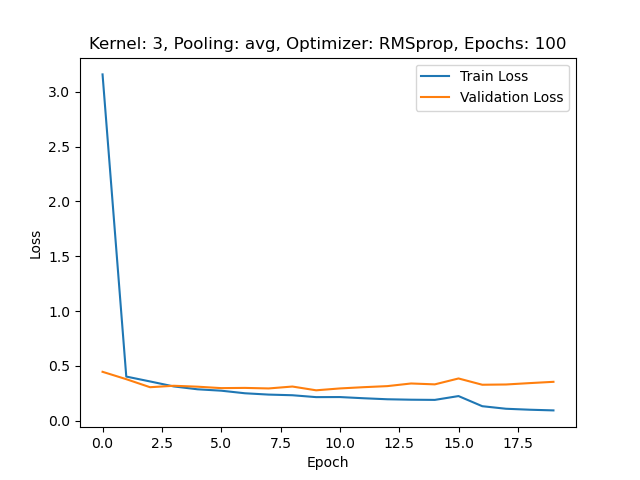 Kernel: 3, Pooling: avg, Optimizer: RMSprop, Epochs: 100
Train Loss
Validation Loss
3.0
2.5
2.0
1.5
1.0
0.5
0.0
Loss
0.0 2.5 5.0 7.5 10.0 12.5 15.0 17.5
Epoch